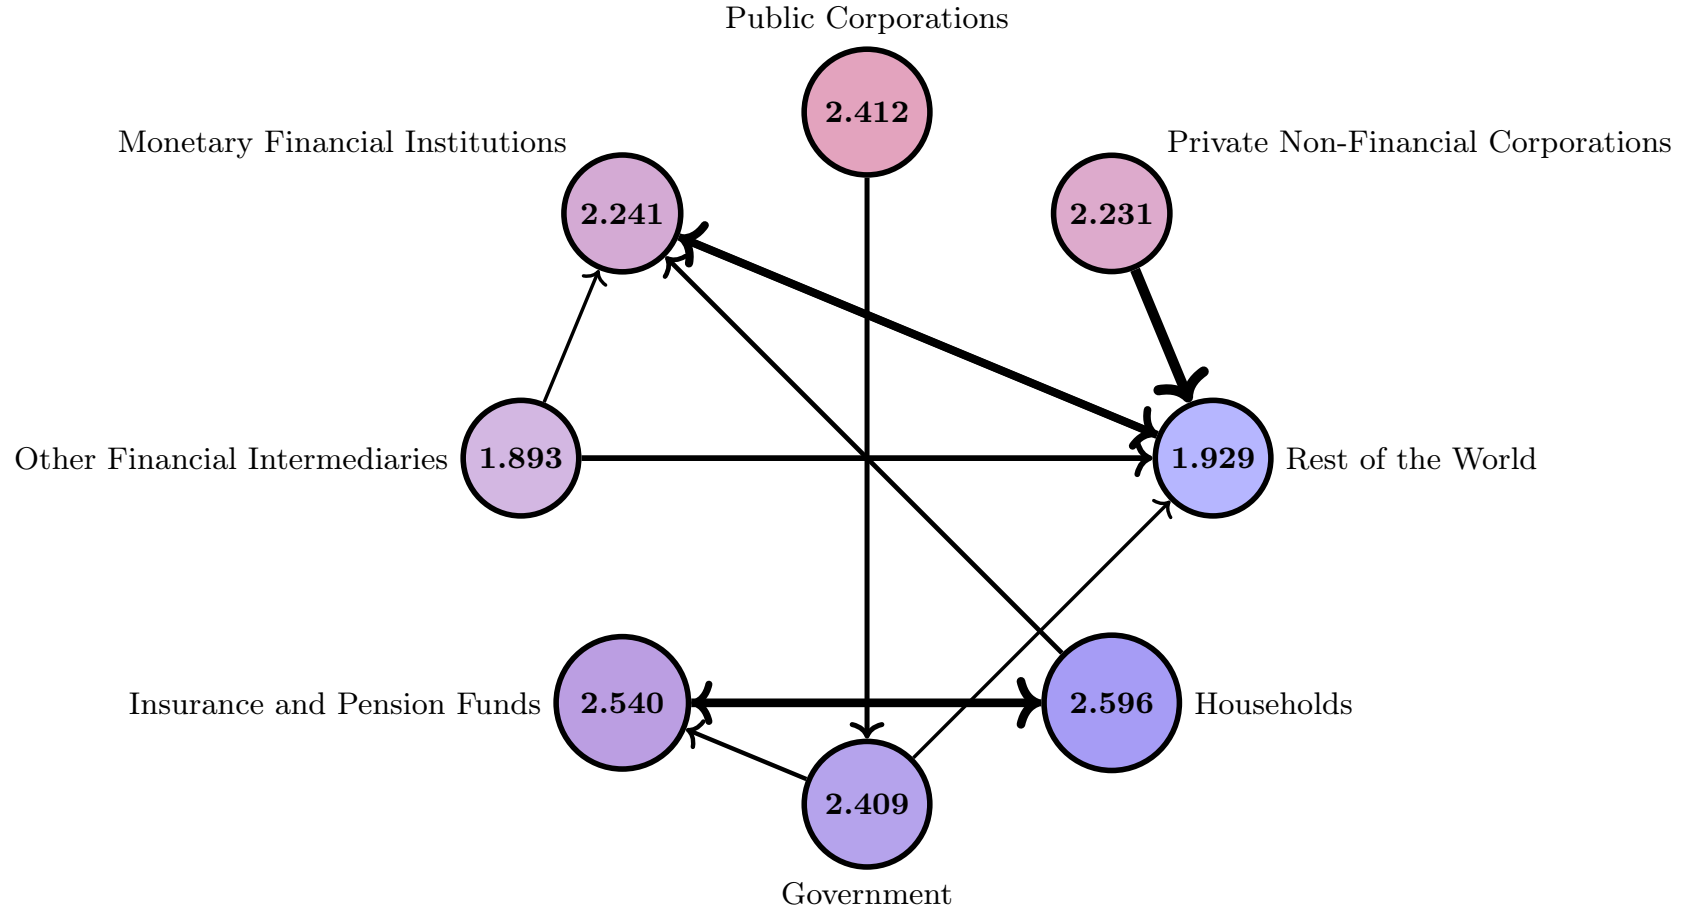 Public Corporations
2.412
Monetary Financial Institutions
Private Non-Financial Corporations
2.241
2.231
Other Financial Intermediaries
1.893
1.929
Rest of the World
Insurance and Pension Funds
2.540
2.596
Households
2.409
Government